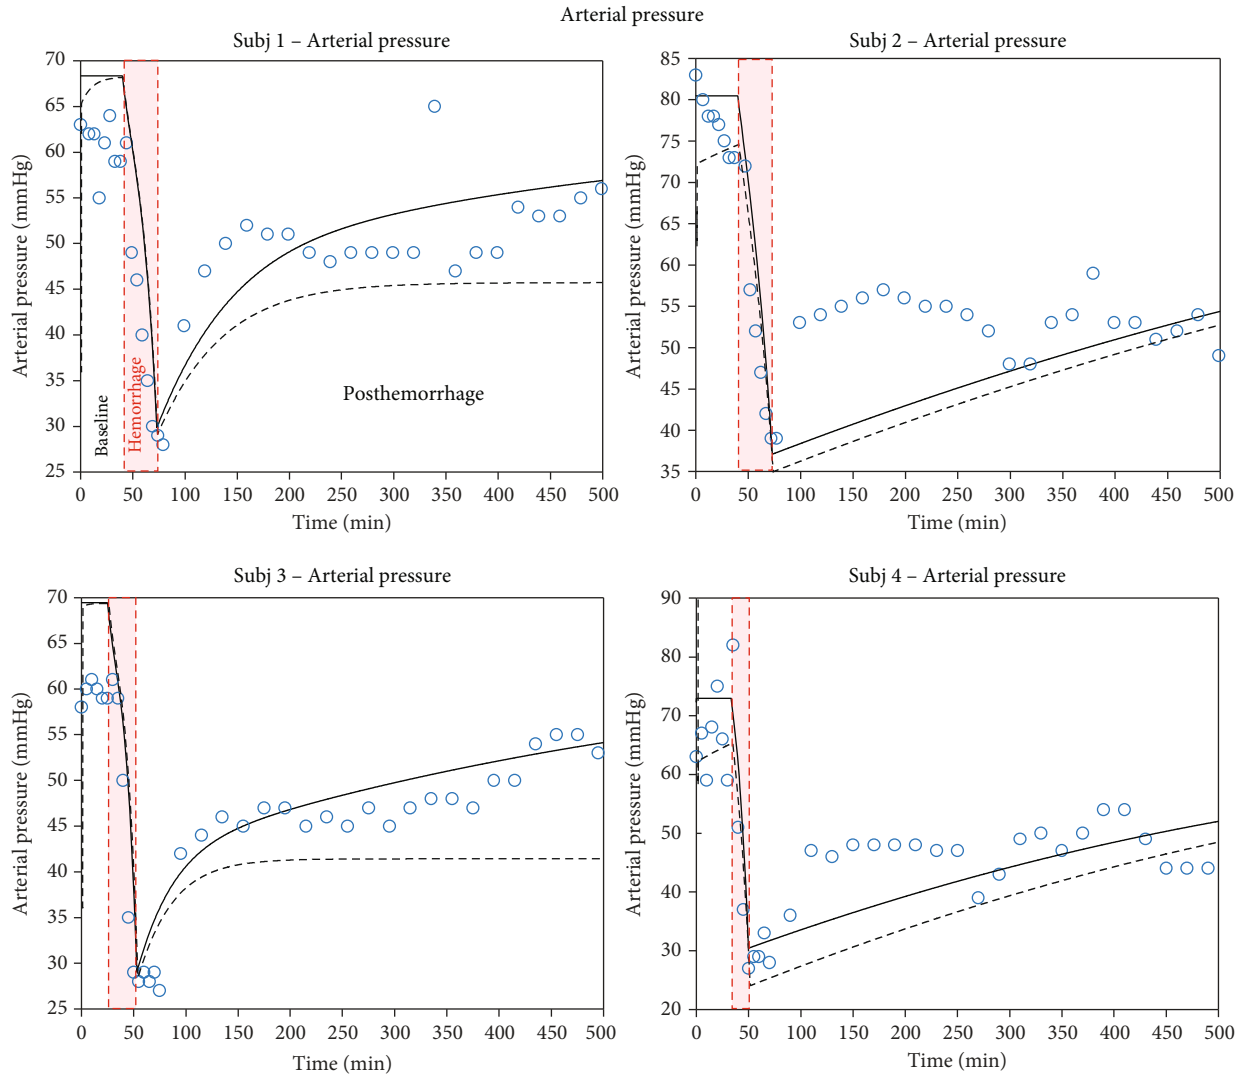 Arterial pressure
Subj 1 – Arterial pressure
70
65
60
55
50
45
40
35
30
25
Arterial pressure (mmHg)
Baseline
Hemorrhage
Posthemorrhage
0 50 100 150 200 250 300 350 400 450 500
Time (min)
Subj 2 – Arterial pressure
85
80
75
70
65
60
55
50
45
40
35
Arterial pressure (mmHg)
0 50 100 150 200 250 300 350 400 450 500
Time (min)
Subj 3 – Arterial pressure
70
65
60
55
50
45
40
35
30
25
Arterial pressure (mmHg)
0 50 100 150 200 250 300 350 400 450 500
Time (min)
Subj 4 – Arterial pressure
90
80
70
60
50
40
30
20
Arterial pressure (mmHg)
0 50 100 150 200 250 300 350 400 450 500
Time (min)